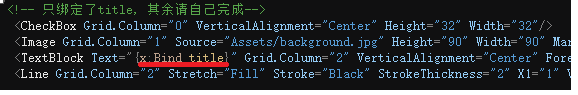 <!-- 只绑定了title, 其余请自己完成-->
<CheckBox Grid.Column="0" VerticalAlignment="Center" Height="32" Width="32"/>
<Image Grid.Column="1" Source="Assets/background.jpg" Height="90" Width="90" Mar
<TextBlock Text="{x:Bind title}" Grid.Column="2" VerticalAlignment="Center" Fore
<Line Grid.Column="2" Stretch="Fill" Stroke="Black" StrokeThickness="2" X1="1" V